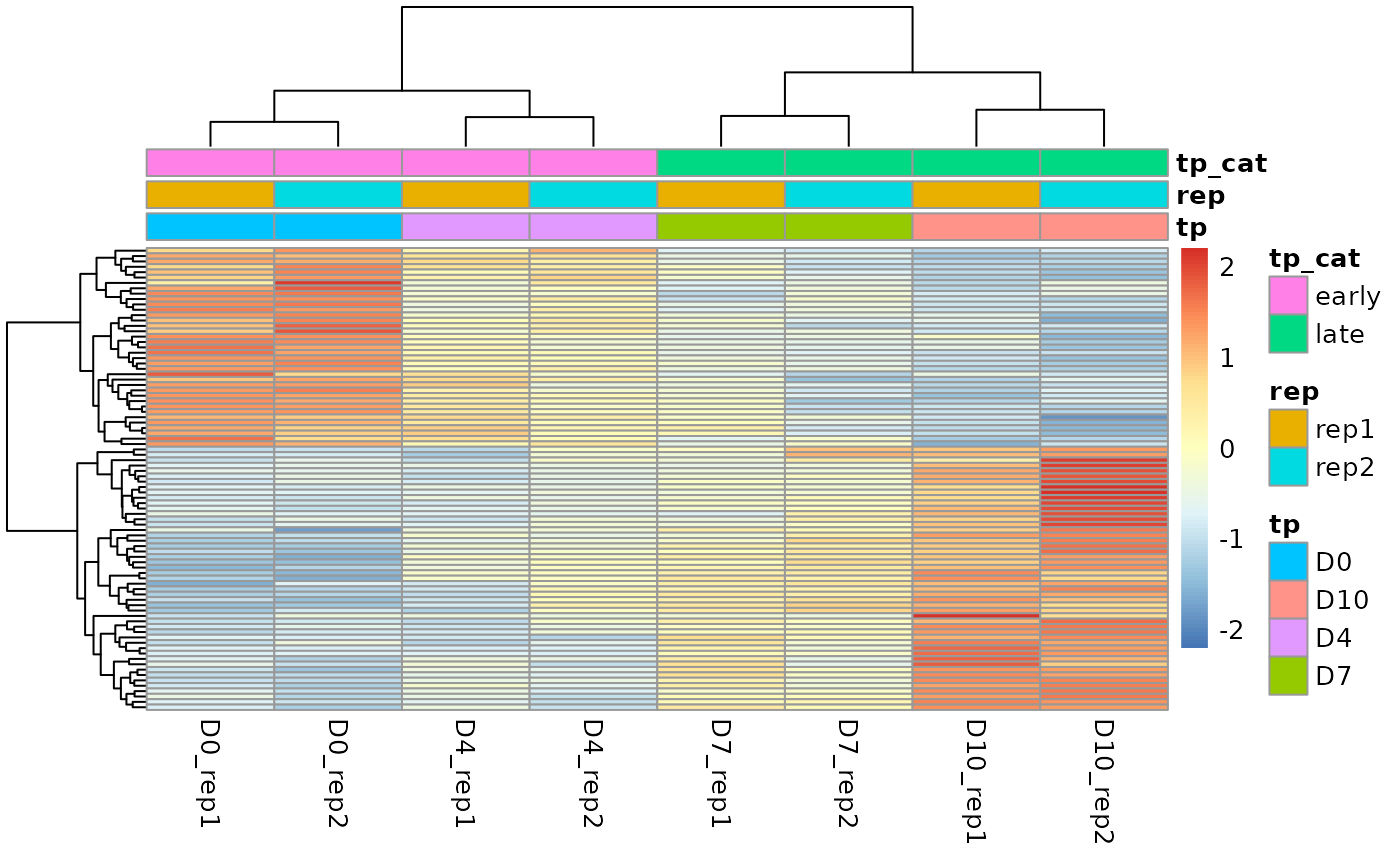 tp_cat
rep
tp
2
1
0
-1
-2
tp_cat
early
late
rep
rep1
rep2
tp
D0
D10
D4
D7
D0_rep1
D0_rep2
D4_rep1
D4_rep2
D7_rep1
D7_rep2
D10_rep1
D10_rep2